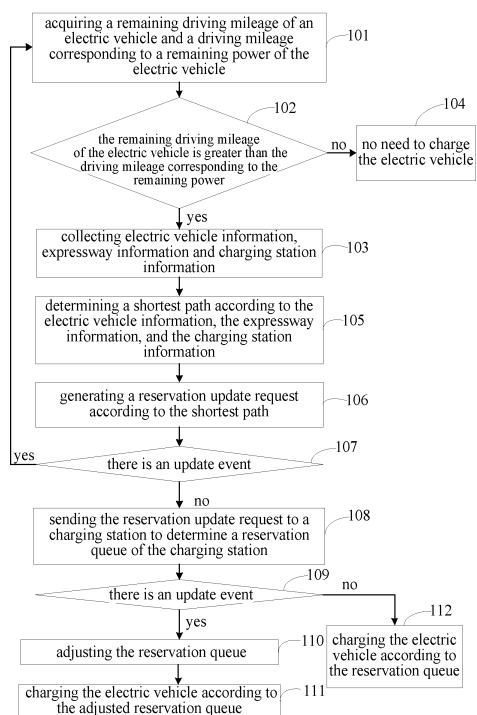 acquiring a remaining driving mileage of an
electric vehicle and a driving mileage
corresponding to a remaining power of the
electric vehicle
101
102
the remaining driving mileage
of the electric vehicle is greater than the
driving mileage corresponding to the
remaining power
no
104
no need to charge
the electric vehicle
yes
collecting electric vehicle information,
expressway information and charging station
information
103
determining a shortest path according to the
electric vehicle information, the expressway
information, and the charging station
information
105
generating a reservation update request
according to the shortest path
106
107
yes
there is an update event
no
sending the reservation update request to a
charging station to determine a reservation
queue of the charging station
108
109
there is an update event
no
yes
112
charging the electric
vehicle according to
the reservation queue
adjusting the reservation queue
110
charging the electric vehicle according to
the adjusted reservation queue
111